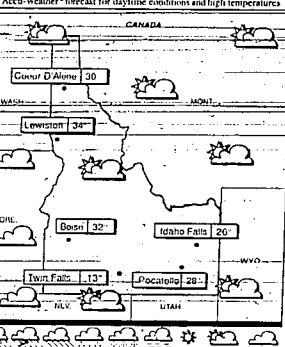 Accu-Weather® forecast for daytime conditions and high temperatures
CANADA
Coeur D'Alene 30
WASH.
MONT.
Lewiston 34°
ORE.
Boise 32°
Idaho Falls 26°
WYO.
Twin Falls 13°
Pocatello 28°
NEV.
UTAH